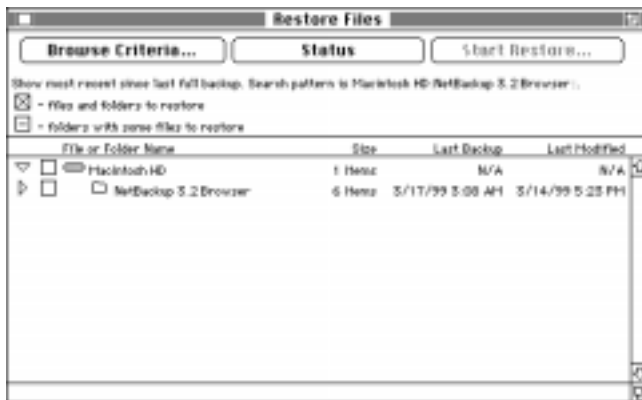 Restore Files
Browse Criteria... Status Start Restore...
Show most recent since last full backup. Search pattern is Macintosh HD:NetBackup 3.2 Browser:.
- files and folders to restore
- folders with some files to restore
File or Folder Name Size Last Backup Last Modified
Macintosh HD 1 items N/A N/A
NetBackup 3.2 Browser 6 items 3/17/99 3:08 AM 3/14/99 5:23 PM